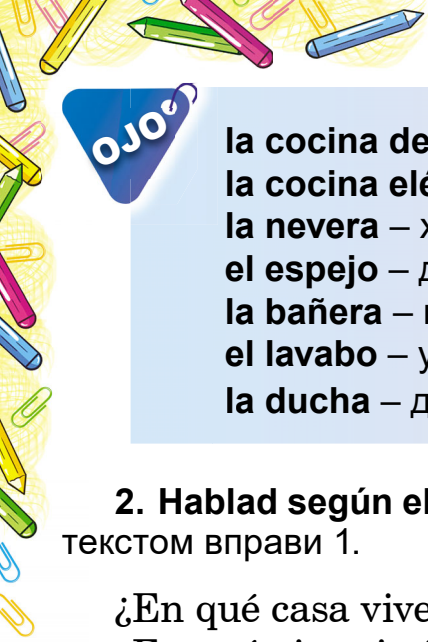 OJO
la cocina de
la cocina
la nevera –
el espejo –
la bañera –
el lavabo –
la ducha –
2. Hablad según el
текстом вправи 1.
¿En qué casa vive